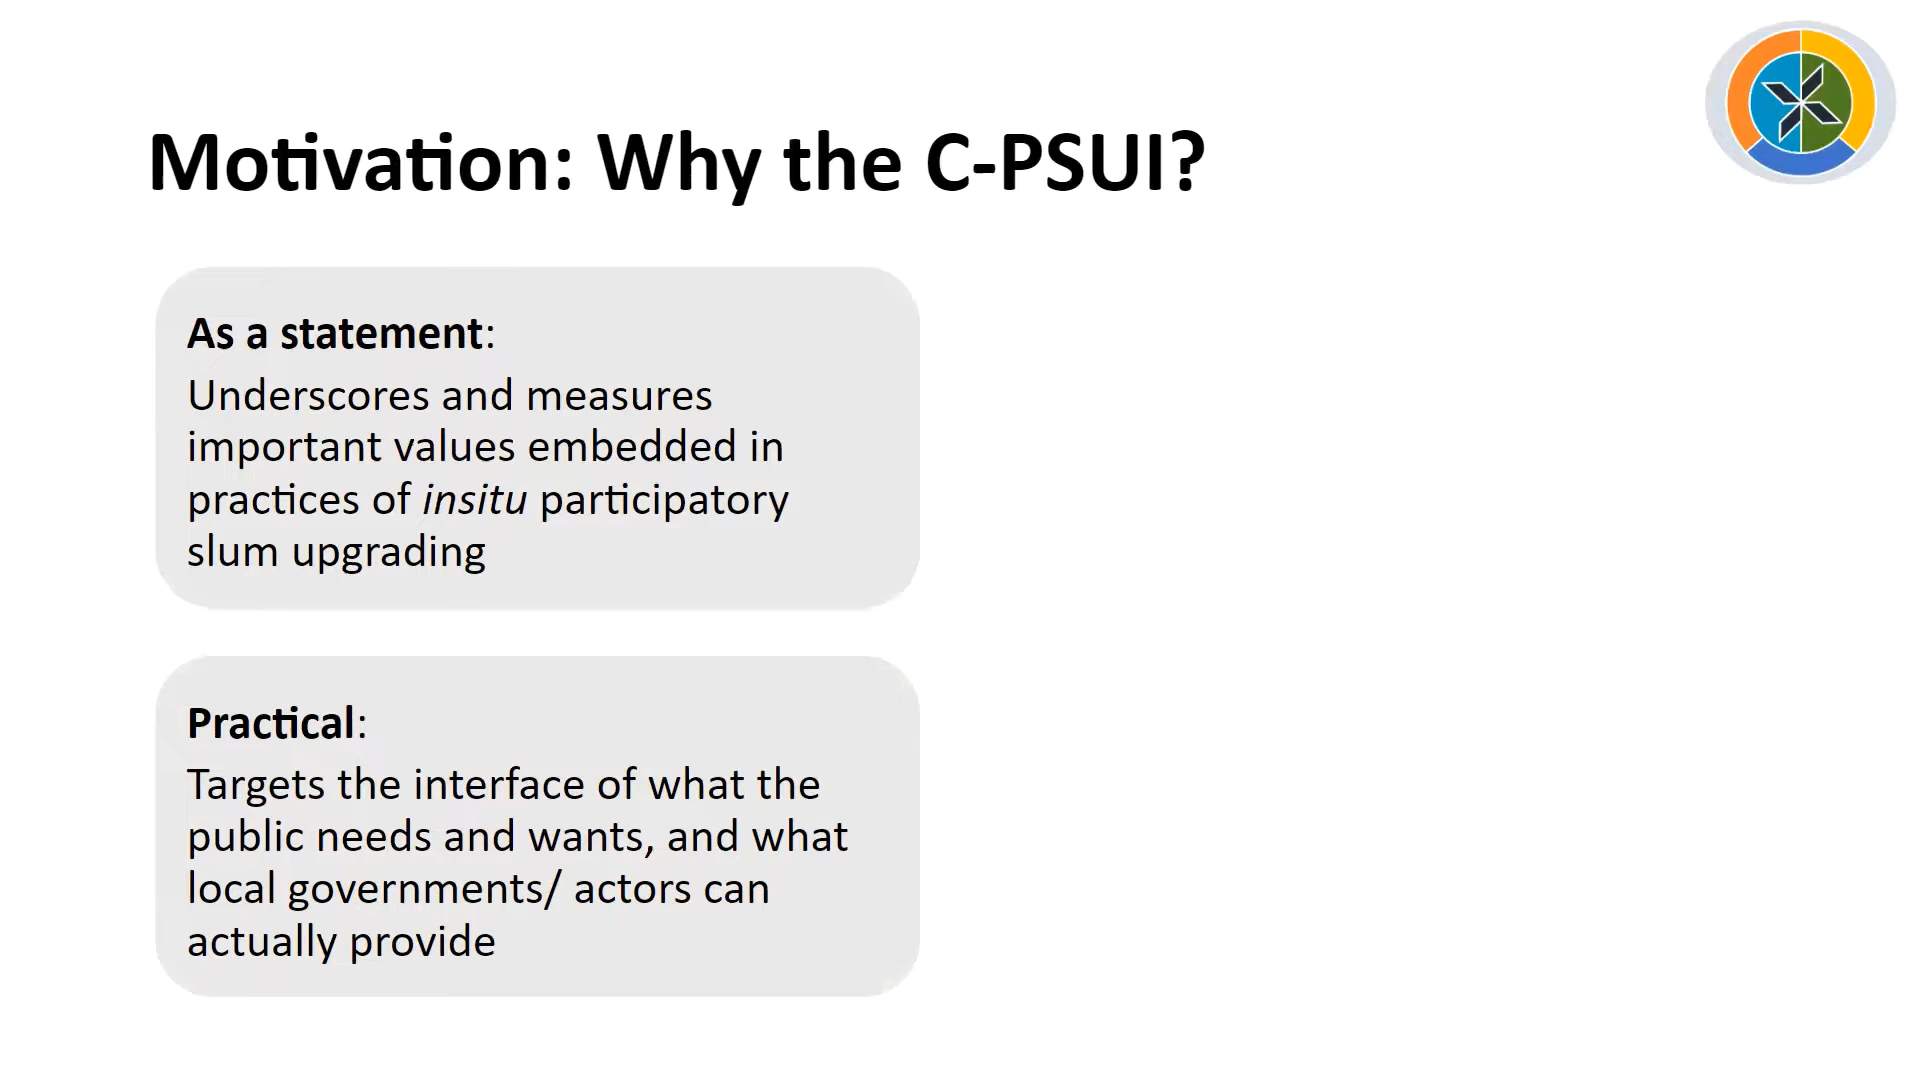 Motivation: Why the C-PSUI?
As a statement:
Underscores and measures
important values embedded in
practices of insitu participatory
slum upgrading
Practical:
Targets the interface of what the
public needs and wants, and what
local governments/ actors can
actually provide